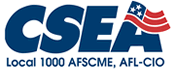 CSEA
Local 1000 AFSCME, AFL-CIO